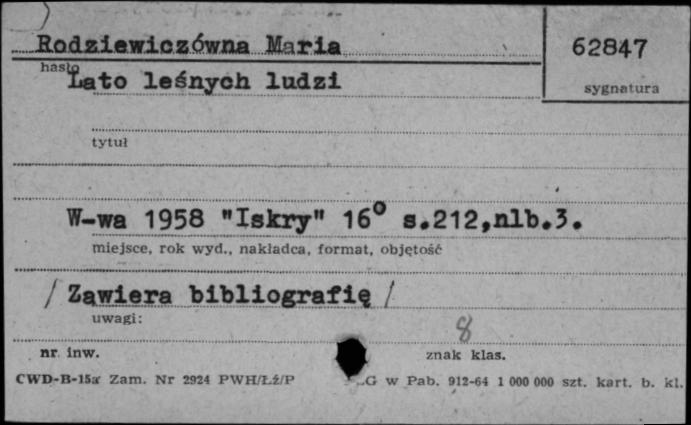 Rodziewiczówna Maria
62847
hasło
Lato leśnych ludzi
sygnatura
tytuł
W-wa 1958 "Iskry" 16° s.212,nlb.3.
miejsce, rok wyd., nakładca, format, objętość
/ Zawiera bibliografię /
uwagi:
8
nr. inw.
znak klas.
CWD-B-15a Zam. Nr 2924 PWH/Łź/P
G w Pab. 912-64 1 000 000 szt. kart. b. kl.